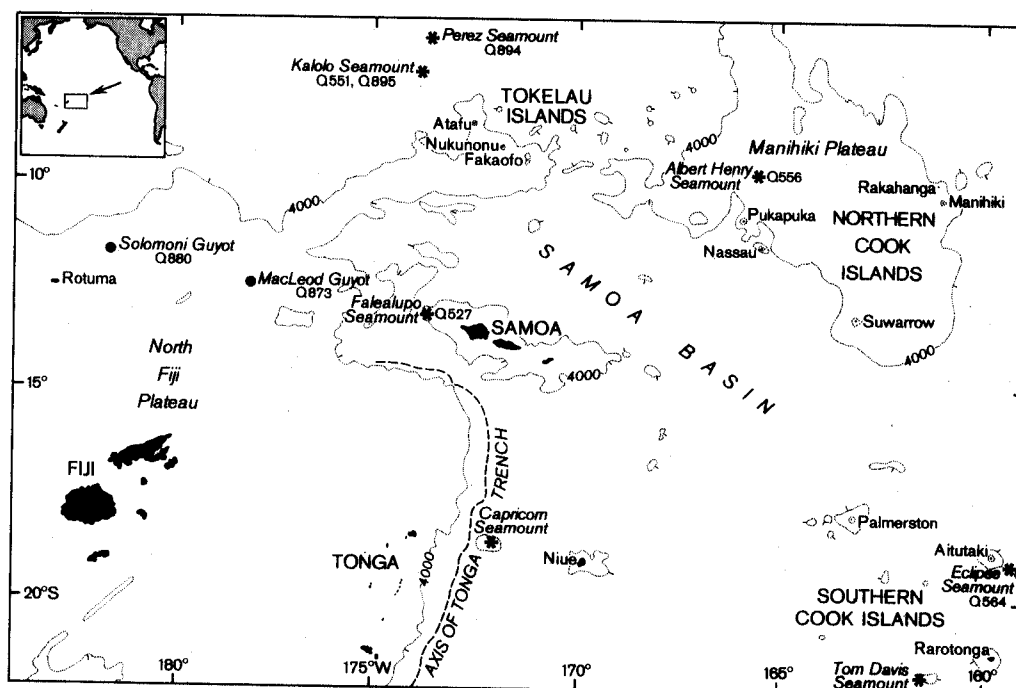 Perez Seamount
Q894
Kalolo Seamount
Q551, Q895
TOKELAU
ISLANDS
Atafu
Nukunonu
Fakaofo
4000
Manihiki Plateau
Albert Henry
Seamount
Q556
Rakahanga
Manihiki
10°
4000
Pukapuka
NORTHERN
COOK
ISLANDS
Nassau
Solomoni Guyot
Q880
Rotuma
MacLeod Guyot
Q873
Falealupo
Seamount
Q527
SAMOA
SAMOA BASIN
Suwarrow
4000
North
Fiji
Plateau
15°
4000
FIJI
TRENCH
Capricorn
Seamount
TONGA
4000
AXIS OF TONGA
Niue
Palmerston
Aitutaki
Eclipse
Seamount
Q564
20°S
SOUTHERN
COOK ISLANDS
Rarotonga
Tom Davis
Seamount
180°
175°W
170°
165°
160°